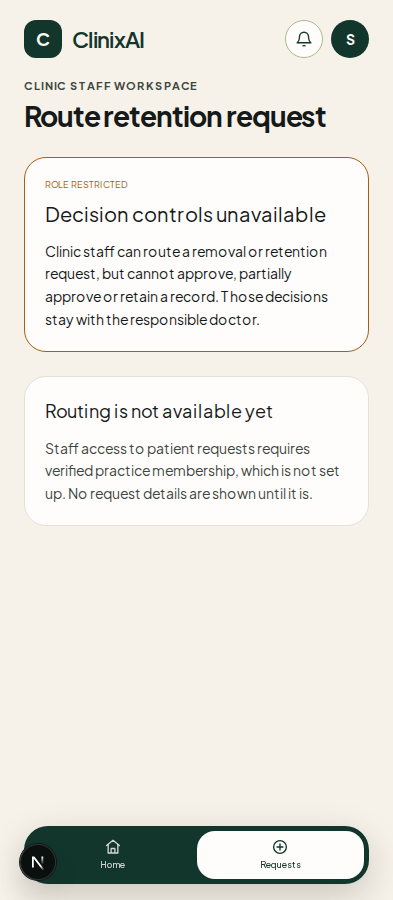 C
ClinixAI
S
CLINIC STAFF WORKSPACE
Route retention request
ROLE RESTRICTED
Decision controls unavailable
Clinic staff can route a removal or retention
request, but cannot approve, partially
approve or retain a record. Those decisions
stay with the responsible doctor.
Routing is not available yet
Staff access to patient requests requires
verified practice membership, which is not set
up. No request details are shown until it is.
N
Home
Requests